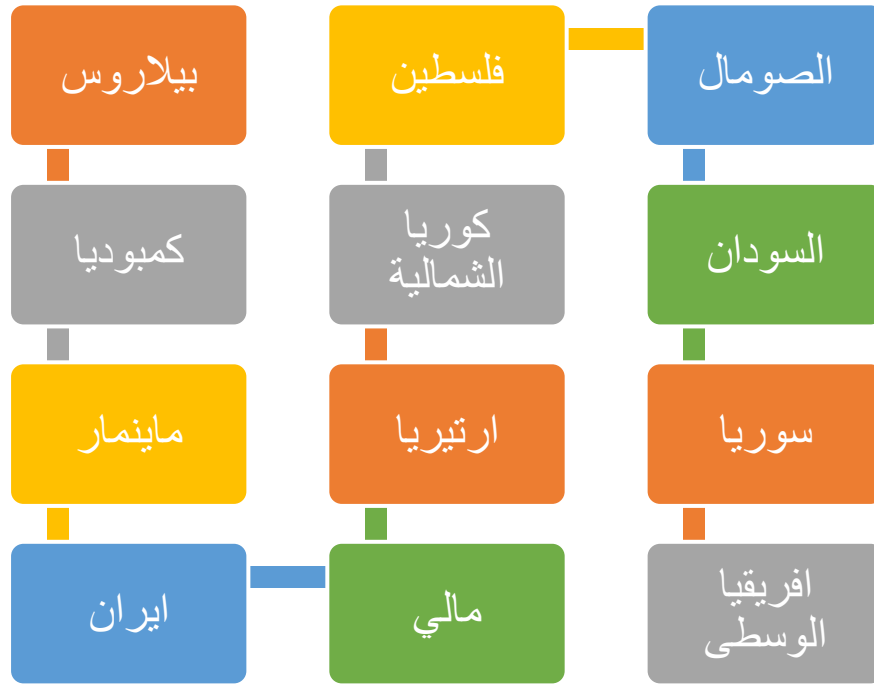 بيلاروس
كمبوديا
ماينمار
ايران
مالي
ارتيريا
كوريا
الشمالية
فلسطين
الصومال
السودان
سوريا
افريقيا
الوسطى